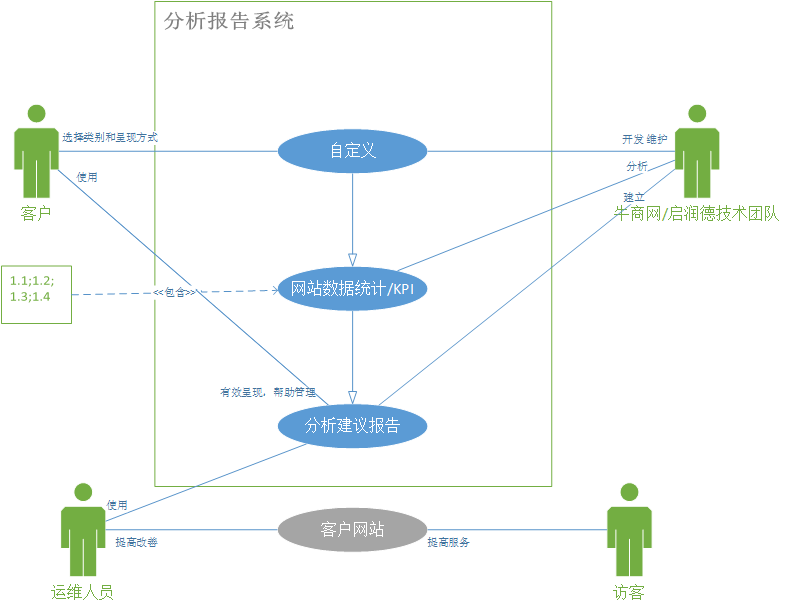 分析报告系统
选择类别和呈现方式
自定义
开发 维护
分析
使用
建立
客户
牛商网/启润德技术团队
1.1;1.2;
1.3;1.4
<<包含>>
网站数据统计/KPI
有效呈现，帮助管理
分析建议报告
使用
客户网站
提高改善
提高服务
运维人员
访客